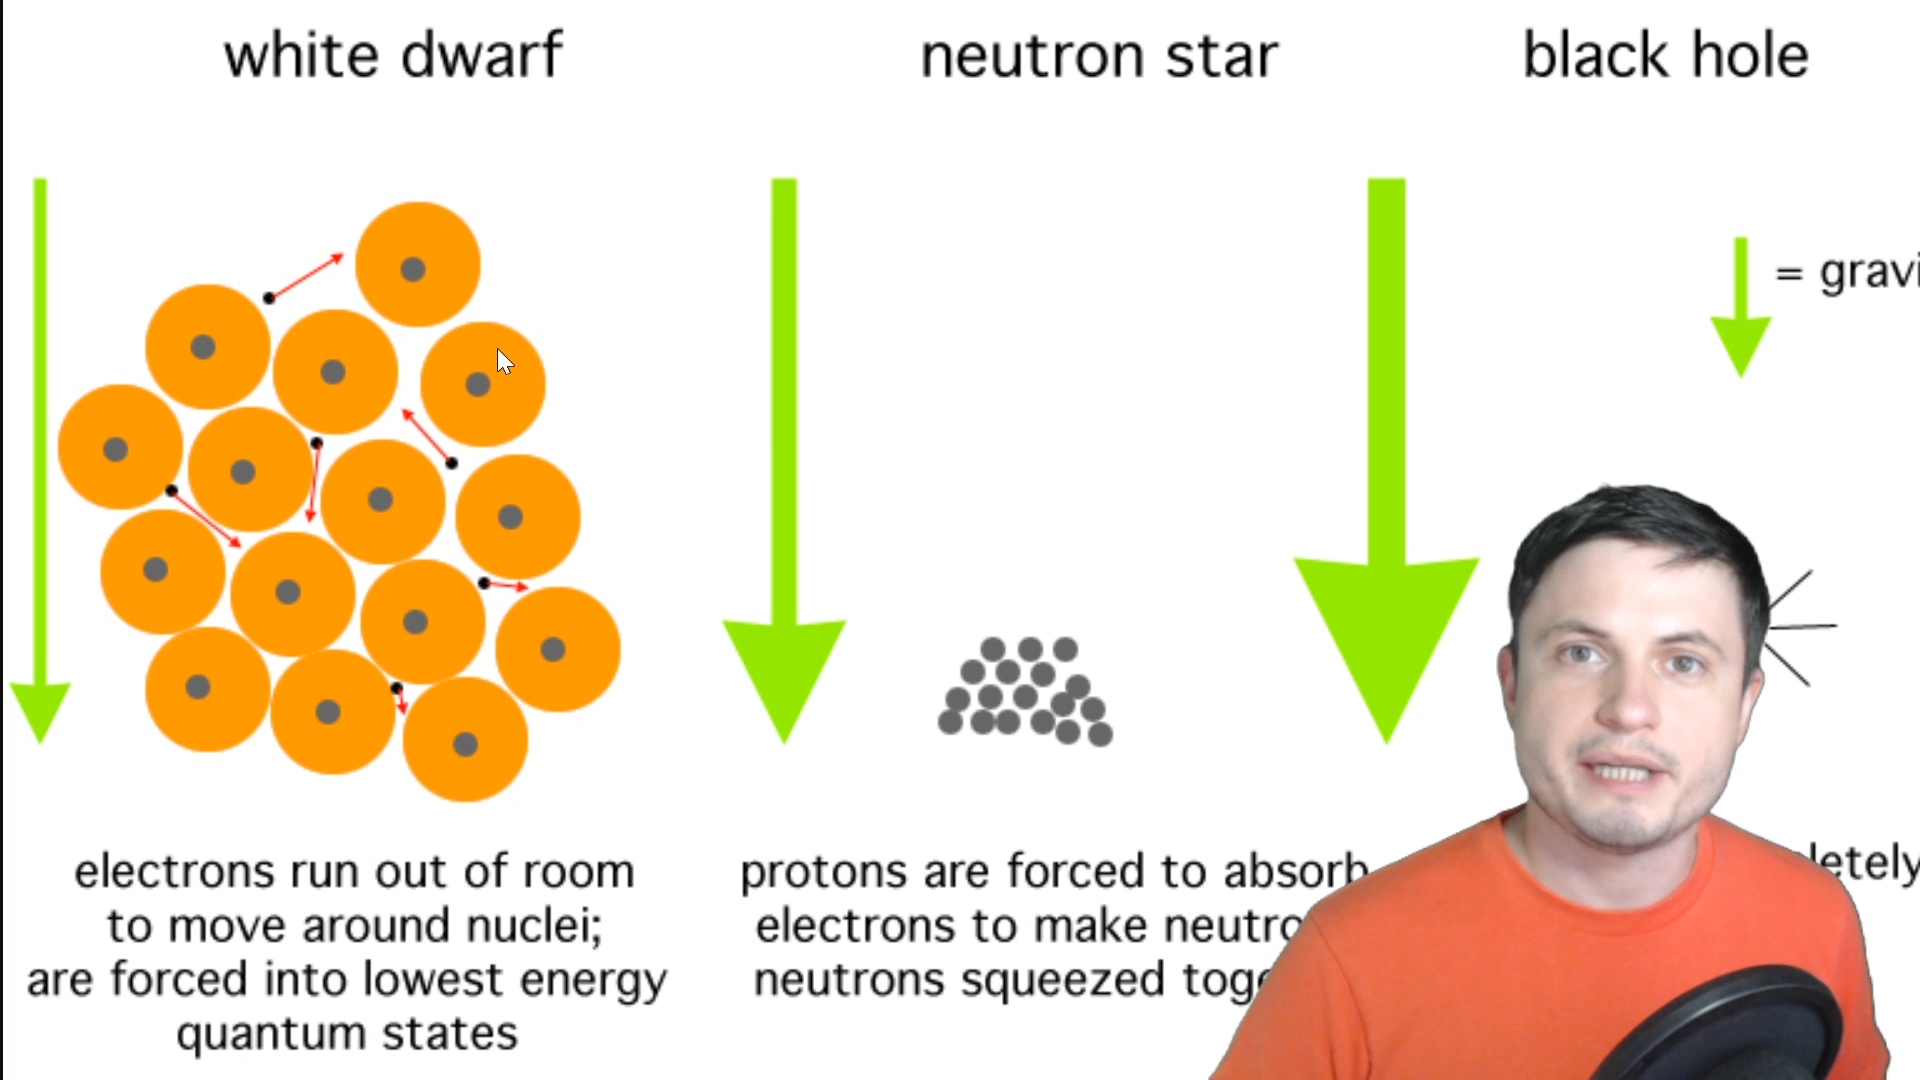 white dwarf
neutron star
black hole
= gravi
electrons run out of room
to move around nuclei;
are forced into lowest energy
quantum states
protons are forced to absorb
electrons to make neutro
neutrons squeezed toge
letely